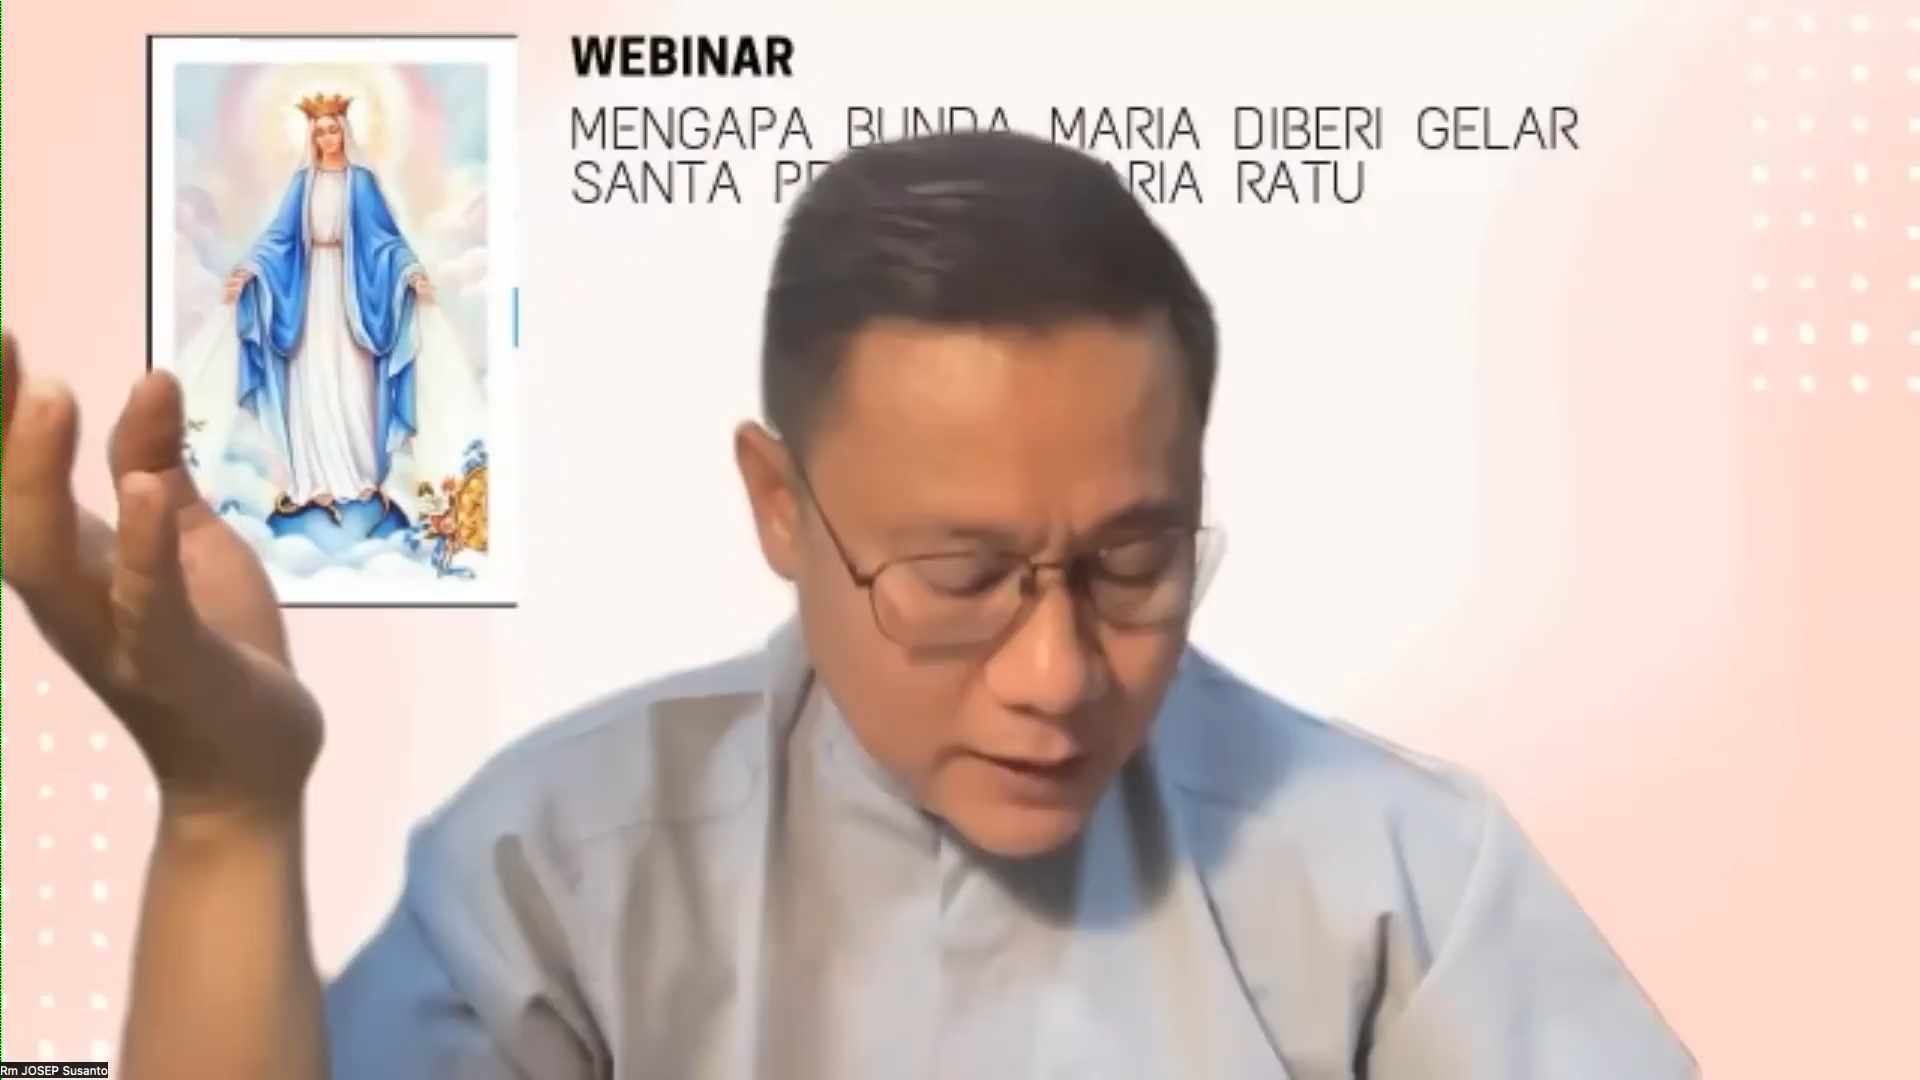 WEBINAR
MENGAPA BUNDA MARIA DIBERI GELAR
SANTA RATU
Rm JOSEP Susanto